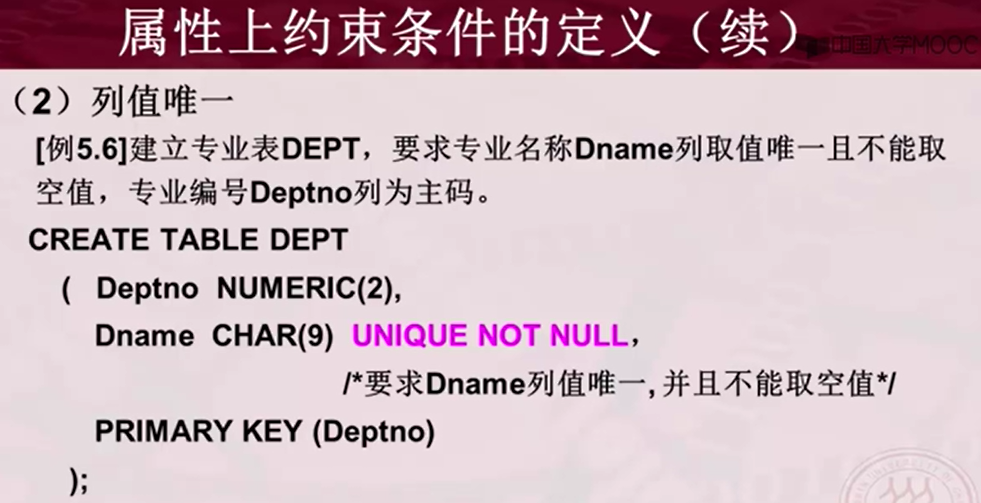 属性上约束条件的定义（续）
中国大学MOOC
（2）列值唯一
[例5.6]建立专业表DEPT，要求专业名称Dname列取值唯一且不能取
空值，专业编号Deptno列为主码。
CREATE TABLE DEPT
( Deptno NUMERIC(2),
Dname CHAR(9) UNIQUE NOT NULL，
/*要求Dname列值唯一, 并且不能取空值*/
PRIMARY KEY (Deptno)
);